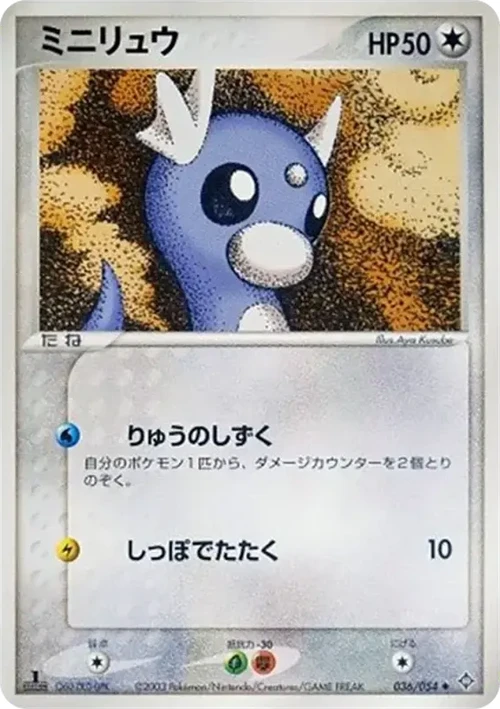 ミニリュウ HP50
たね Illus. Aya Kusube
りゅうのしずく
自分のポケモン1匹から、ダメージカウンターを2個と り
のぞく。
しっぽでたたく 10
弱点 抵抗力 -30 にげる
1
©2003 Pokémon/Nintendo/Creatures/GAME FREAK. 036/054